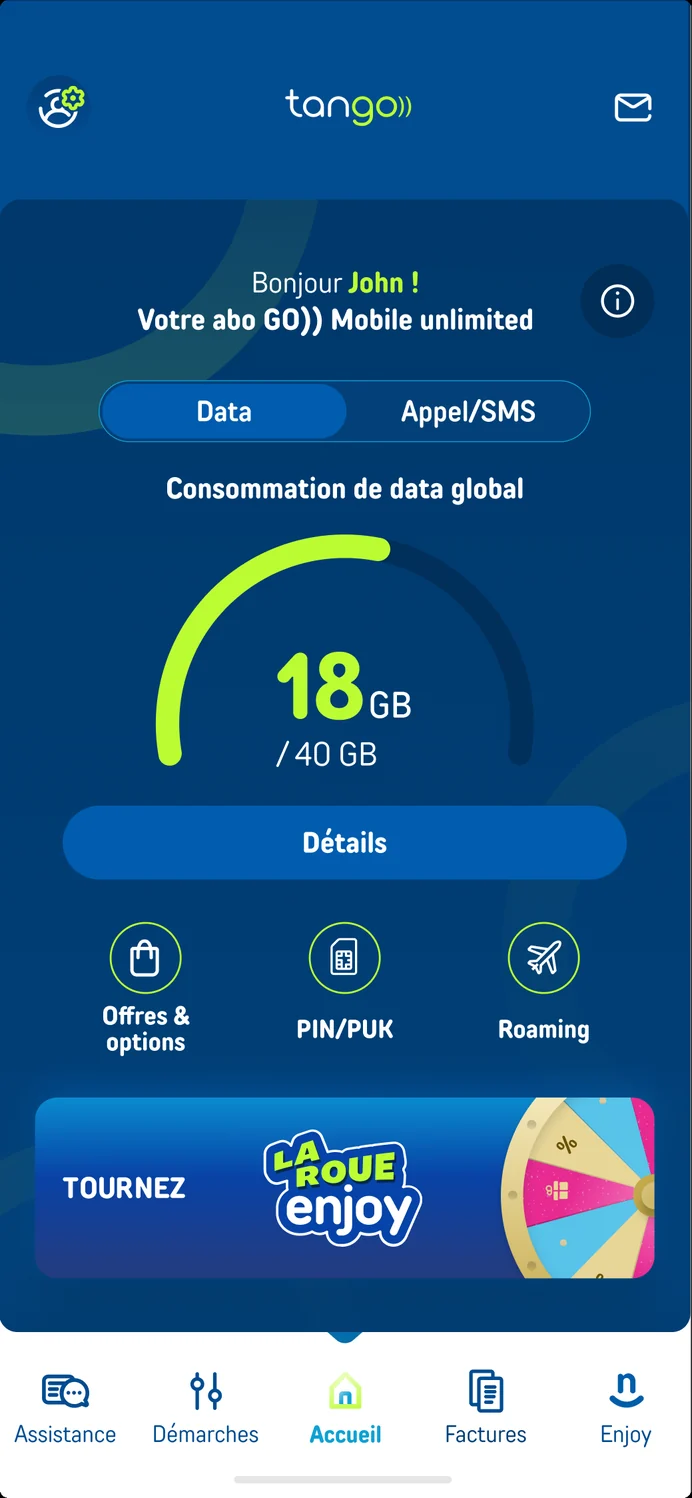 tango
Bonjour John !
Votre abo GO)) Mobile unlimited
Data
Appel/SMS
Consommation de data global
18 GB
/ 40 GB
Détails
Offres &
options
PIN/PUK
Roaming
TOURNEZ
LA
ROUE
enjoy
%
Assistance
Démarches
Accueil
Factures
Enjoy